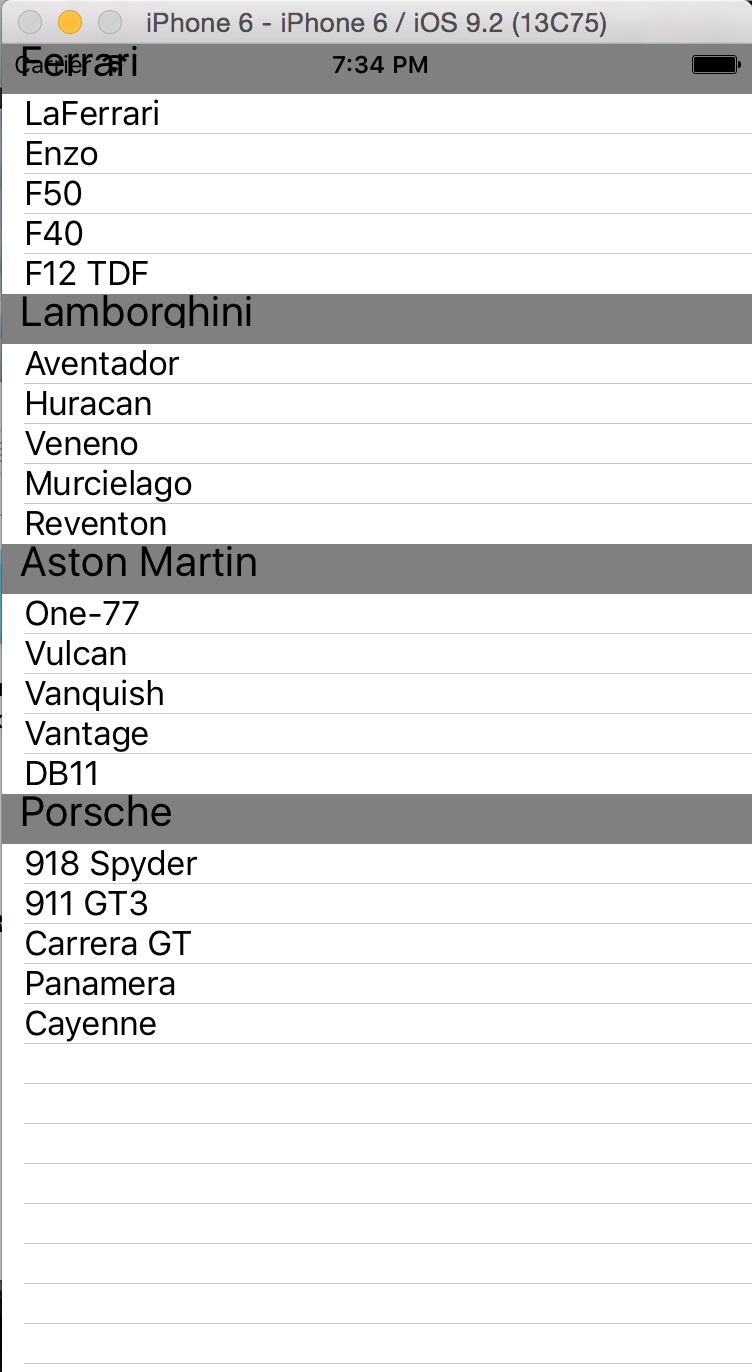 iPhone 6 - iPhone 6 / iOS 9.2 (13C75)
Carrier 7:34 PM
Ferrari
LaFerrari
Enzo
F50
F40
F12 TDF
Lamborghini
Aventador
Huracan
Veneno
Murcielago
Reventon
Aston Martin
One-77
Vulcan
Vanquish
Vantage
DB11
Porsche
918 Spyder
911 GT3
Carrera GT
Panamera
Cayenne